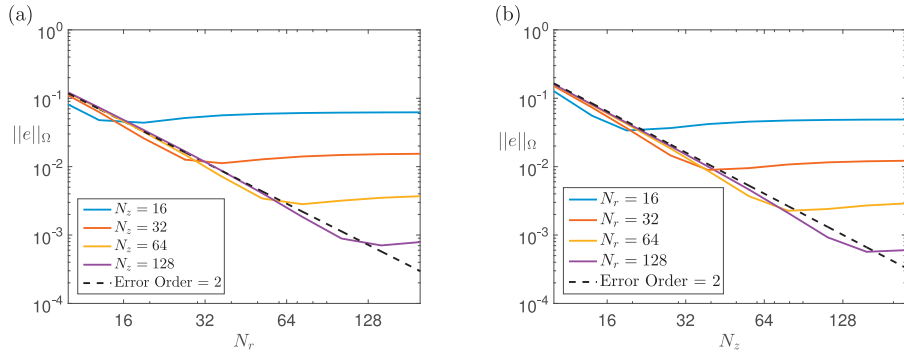 (a)
10^0
10^-1
||e||_Ω
10^-2
10^-3
10^-4
N_z = 16
N_z = 32
N_z = 64
N_z = 128
Error Order = 2
16
32
64
128
N_r
(b)
10^0
10^-1
||e||_Ω
10^-2
10^-3
10^-4
N_r = 16
N_r = 32
N_r = 64
N_r = 128
Error Order = 2
16
32
64
128
N_z